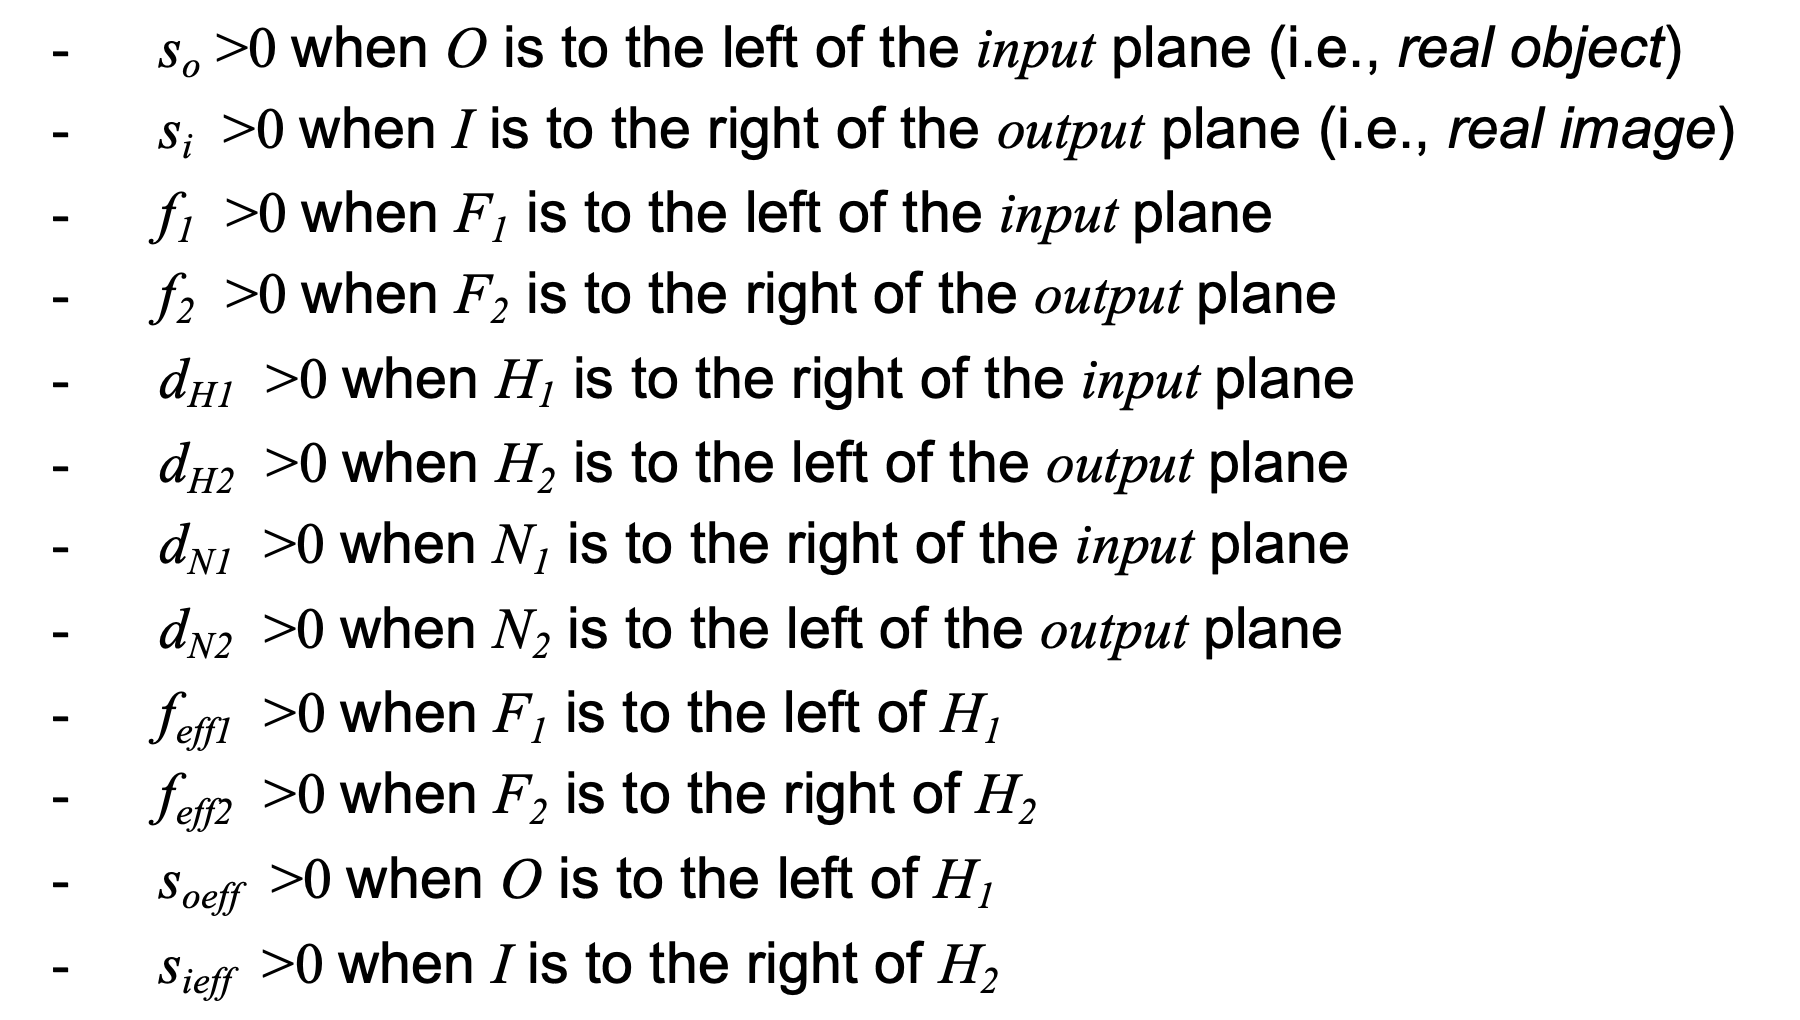 - s_o >0 when O is to the left of the input plane (i.e., real object)
- s_i >0 when I is to the right of the output plane (i.e., real image)
- f_1 >0 when F_1 is to the left of the input plane
- f_2 >0 when F_2 is to the right of the output plane
- d_H1 >0 when H_1 is to the right of the input plane
- d_H2 >0 when H_2 is to the left of the output plane
- d_N1 >0 when N_1 is to the right of the input plane
- d_N2 >0 when N_2 is to the left of the output plane
- f_eff1 >0 when F_1 is to the left of H_1
- f_eff2 >0 when F_2 is to the right of H_2
- s_oeff >0 when O is to the left of H_1
- s_ieff >0 when I is to the right of H_2